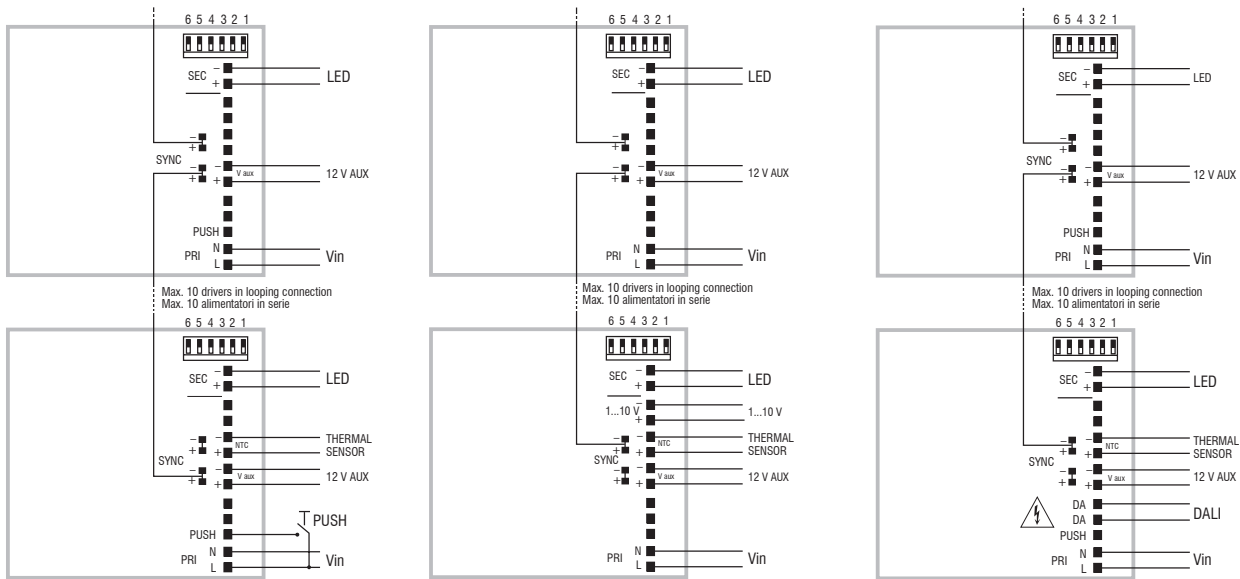 6 5 4 3 2 1
SEC
−
+
LED
−
+
SYNC
−
+
−
+
V aux
12 V AUX
PUSH
PRI
N
L
Vin
6 5 4 3 2 1
SEC
−
+
LED
−
+
−
+
−
+
V aux
12 V AUX
PRI
N
L
Vin
6 5 4 3 2 1
SEC
−
+
LED
−
+
SYNC
−
+
−
+
V aux
12 V AUX
PUSH
PRI
N
L
Vin
Max. 10 drivers in looping connection
Max. 10 alimentatori in serie
Max. 10 drivers in looping connection
Max. 10 alimentatori in serie
Max. 10 drivers in looping connection
Max. 10 alimentatori in serie
6 5 4 3 2 1
SEC
−
+
LED
−
+
−
+
NTC
THERMAL
SENSOR
SYNC
−
+
−
+
V aux
12 V AUX
PUSH
PUSH
PRI
N
L
Vin
6 5 4 3 2 1
SEC
−
+
LED
1...10 V
−
+
1...10 V
−
+
−
+
NTC
THERMAL
SENSOR
SYNC
−
+
−
+
V aux
12 V AUX
PRI
N
L
Vin
6 5 4 3 2 1
SEC
−
+
LED
−
+
−
+
NTC
THERMAL
SENSOR
SYNC
−
+
−
+
V aux
12 V AUX
DA
DA
DALI
PUSH
PRI
N
L
Vin